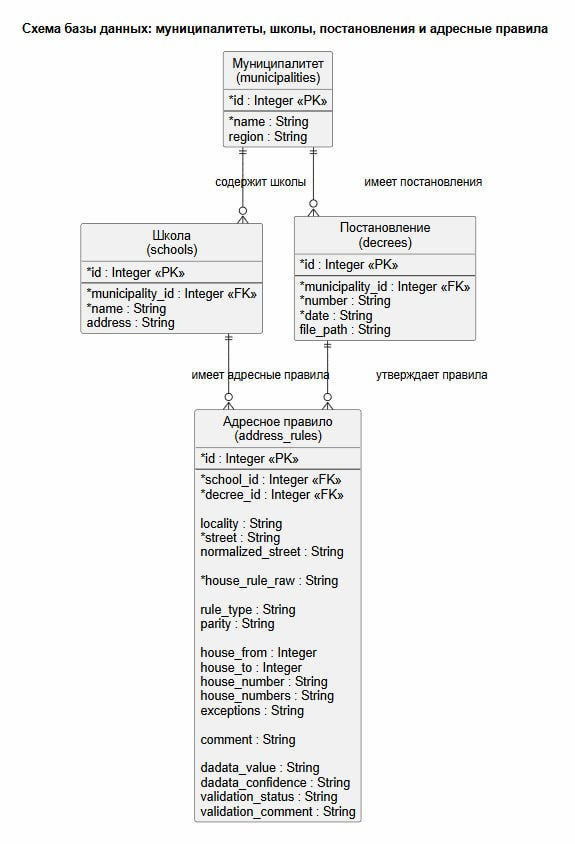 Схема базы данных: муниципалитеты, школы, постановления и адресные правила
Муниципалитет
(municipalities)
*id : Integer «PK»
*name : String
region : String
содержит школы
имеет постановления
Школа
(schools)
*id : Integer «PK»
*municipality_id : Integer «FK»
*name : String
address : String
Постановление
(decrees)
*id : Integer «PK»
*municipality_id : Integer «FK»
*number : String
*date : String
file_path : String
имеет адресные правила
утверждает правила
Адресное правило
(address_rules)
*id : Integer «PK»
*school_id : Integer «FK»
*decree_id : Integer «FK»
locality : String
*street : String
normalized_street : String
*house_rule_raw : String
rule_type : String
parity : String
house_from : Integer
house_to : Integer
house_number : String
house_numbers : String
exceptions : String
comment : String
dadata_value : String
dadata_confidence : String
validation_status : String
validation_comment : String